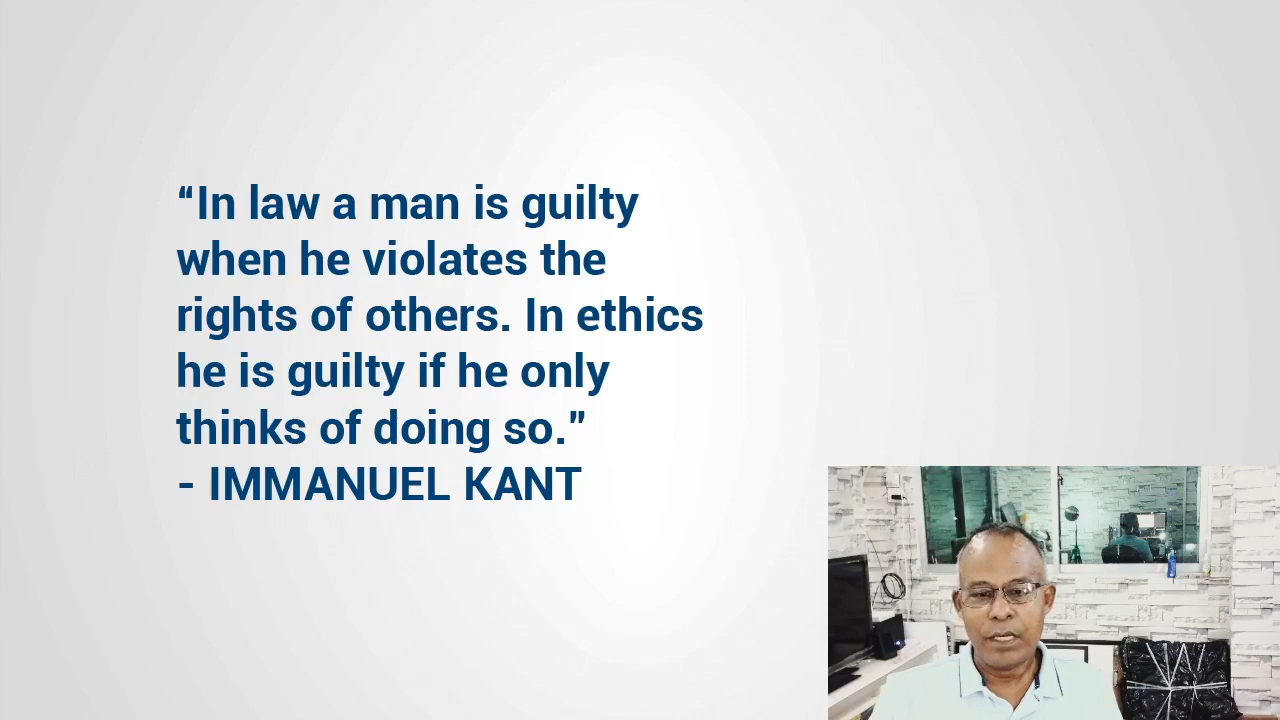 “In law a man is guilty
when he violates the
rights of others. In ethics
he is guilty if he only
thinks of doing so.”
- IMMANUEL KANT